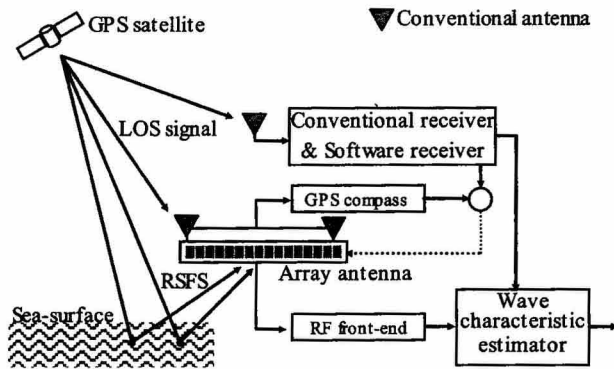 GPS satellite
Conventional antenna
LOS signal
Conventional receiver
& Software receiver
GPS compass
Array antenna
RSFS
Sea-surface
RF front-end
Wave
characteristic
estimator